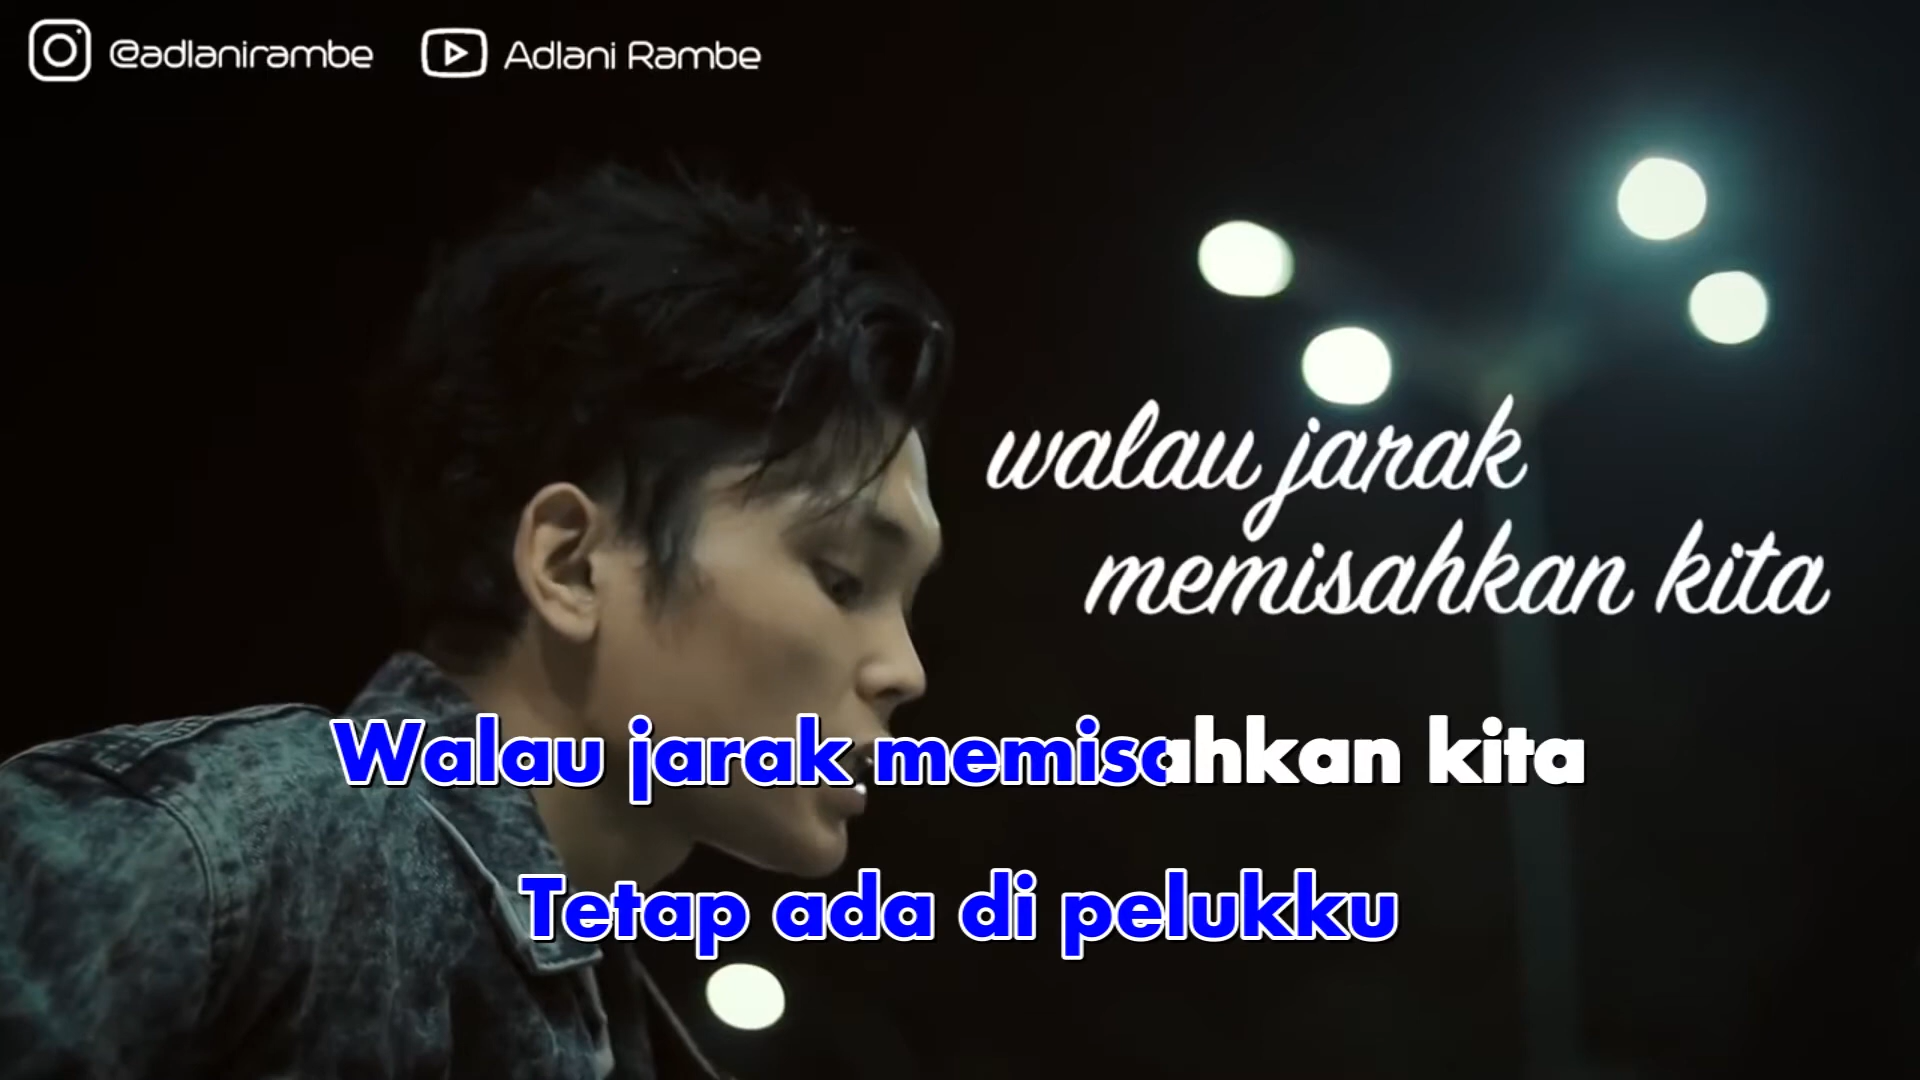 @adlanirambe Adlani Rambe
walau jarak
memisahkan kita
Walau jarak memisahkan kita
Tetap ada di pelukku